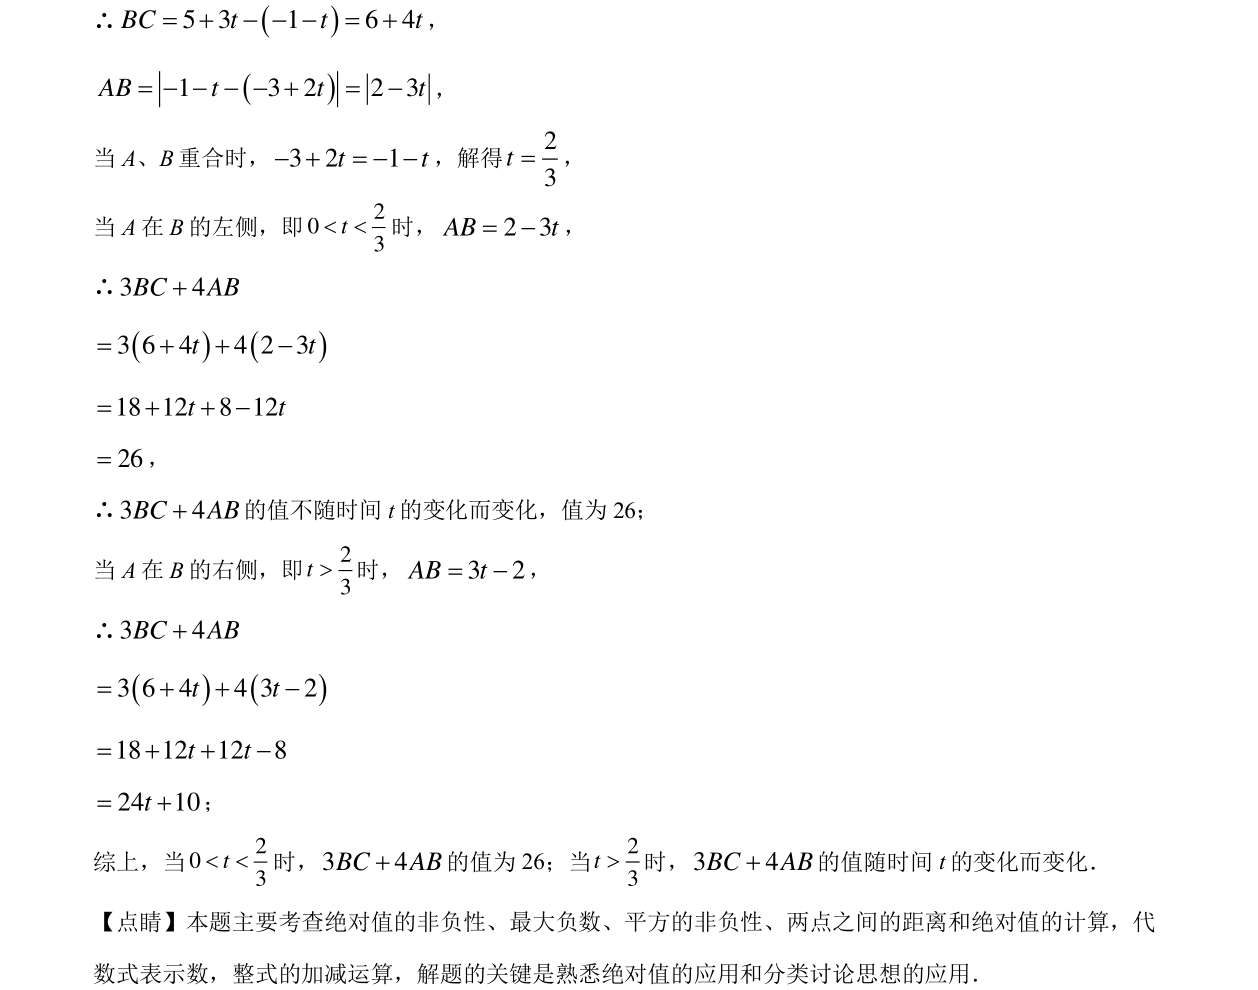 ∴BC=5+3t-(-1-t)=6+4t，
AB=|-1-t-(-3+2t)|=|2-3t|，
当 A、B 重合时，-3+2t=-1-t，解得 t=2/3，
当 A 在 B 的左侧，即 0<t<2/3 时，AB=2-3t，
∴3BC+4AB
=3(6+4t)+4(2-3t)
=18+12t+8-12t
=26，
∴3BC+4AB 的值不随时间 t 的变化而变化，值为 26；
当 A 在 B 的右侧，即 t>2/3 时，AB=3t-2，
∴3BC+4AB
=3(6+4t)+4(3t-2)
=18+12t+12t-8
=24t+10；
综上，当 0<t<2/3 时，3BC+4AB 的值为 26；当 t>2/3 时，3BC+4AB 的值随时间 t 的变化而变化．
【点睛】本题主要考查绝对值的非负性、最大负数、平方的非负性、两点之间的距离和绝对值的计算，代
数式表示数，整式的加减运算，解题的关键是熟悉绝对值的应用和分类讨论思想的应用．